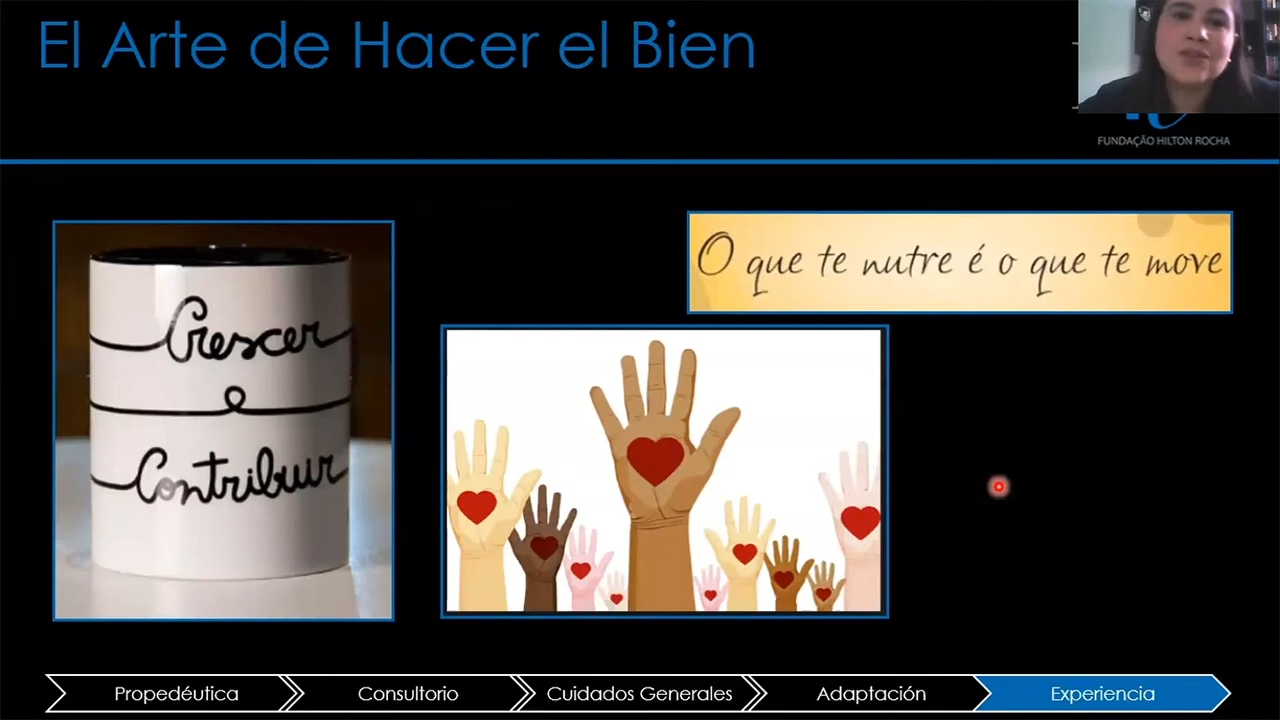 El Arte de Hacer el Bien
FUNDAÇÃO HILTON ROCHA
O que te nutre é o que te move
Crescer
e
Contribuir
Propedéutica
Consultorio
Cuidados Generales
Adaptación
Experiencia